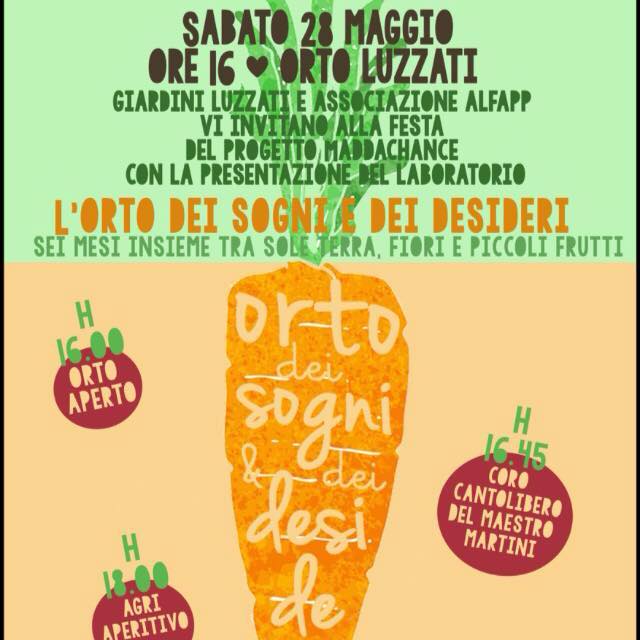 SABATO 28 MAGGIO
ORE 16 ♥ ORTO LUZZATI
GIARDINI LUZZATI E ASSOCIAZIONE ALFAPP
VI INVITANO ALLA FESTA
DEL PROGETTO MADDACHANCE
CON LA PRESENTAZIONE DEL LABORATORIO
L'ORTO DEI SOGNI E DEI DESIDERI
SEI MESI INSIEME TRA SOLE TERRA, FIORI E PICCOLI FRUTTI
orto
dei
sogni
& dei
desi
de
H
16.00
ORTO
APERTO
H
16.45
CORO
CANTOLIBERO
DEL MAESTRO
MARTINI
H
18.00
AGRI
APERITIVO